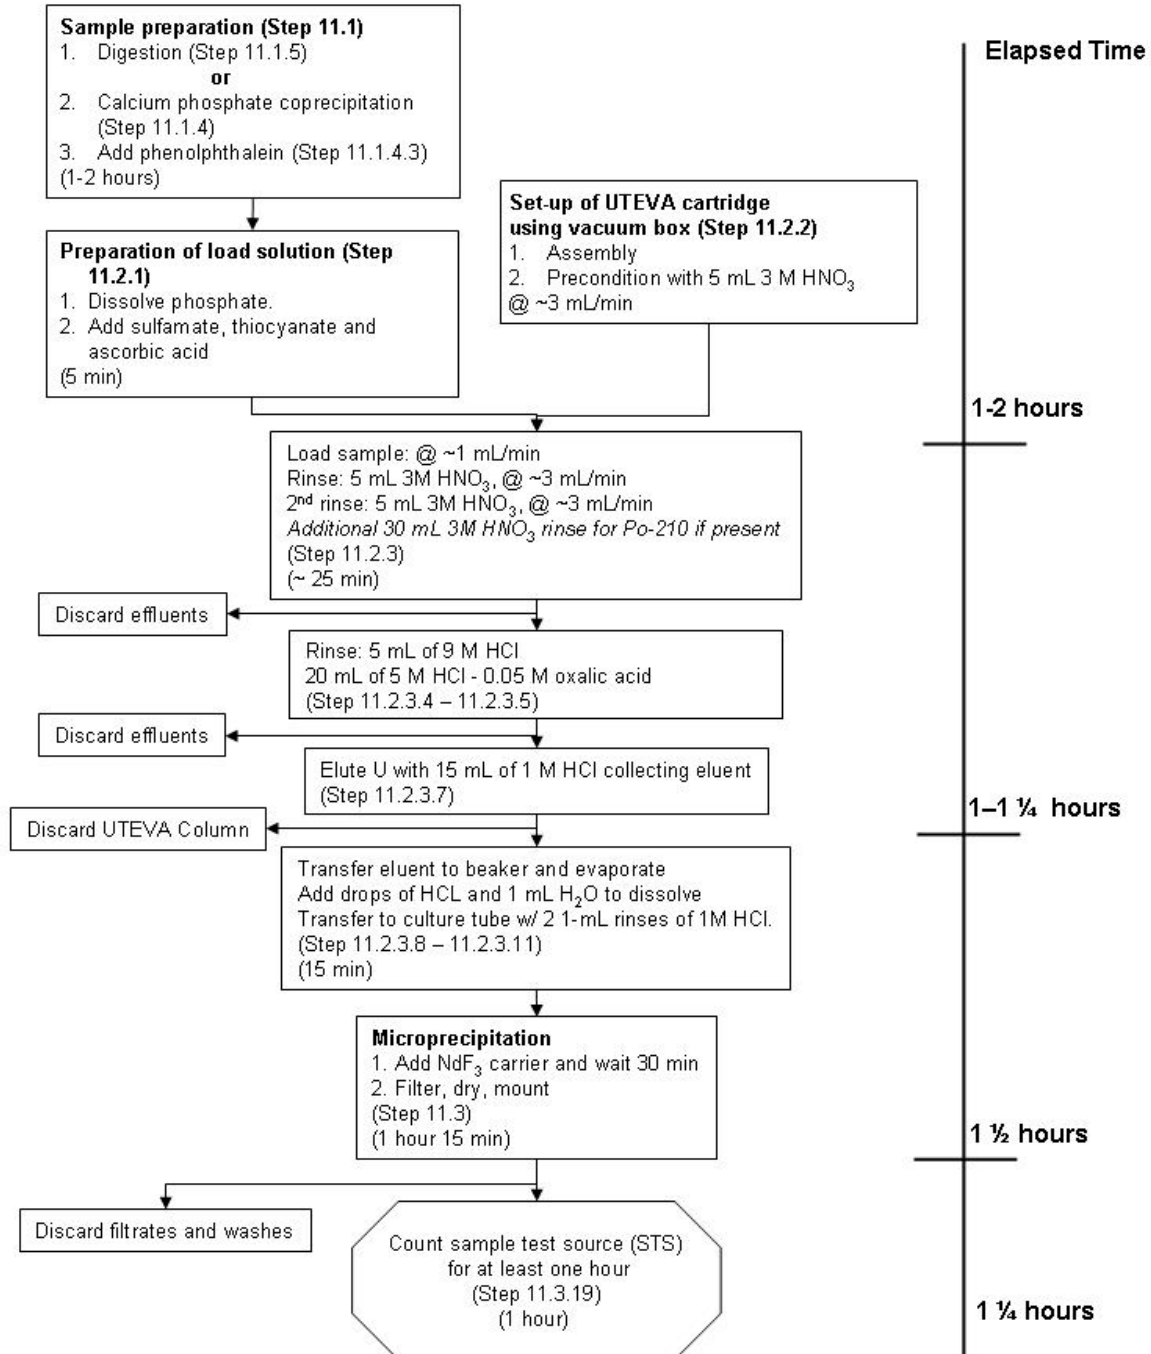 Sample preparation (Step 11.1)
1. Digestion (Step 11.1.5)
or
2. Calcium phosphate coprecipitation
(Step 11.1.4)
3. Add phenolphthalein (Step 11.1.4.3)
(1-2 hours)
Elapsed Time
Set-up of UTEVA cartridge
using vacuum box (Step 11.2.2)
1. Assembly
2. Precondition with 5 mL 3 M HNO3
@ ~3 mL/min
Preparation of load solution (Step
11.2.1)
1. Dissolve phosphate.
2. Add sulfamate, thiocyanate and
ascorbic acid
(5 min)
1-2 hours
Load sample: @ ~1 mL/min
Rinse: 5 mL 3M HNO3, @ ~3 mL/min
2nd rinse: 5 mL 3M HNO3, @ ~3 mL/min
Additional 30 mL 3M HNO3 rinse for Po-210 if present
(Step 11.2.3)
(~ 25 min)
Discard effluents
Rinse: 5 mL of 9 M HCl
20 mL of 5 M HCl - 0.05 M oxalic acid
(Step 11.2.3.4 – 11.2.3.5)
Discard effluents
Elute U with 15 mL of 1 M HCl collecting eluent
(Step 11.2.3.7)
1–1 ¼ hours
Discard UTEVA Column
Transfer eluent to beaker and evaporate
Add drops of HCL and 1 mL H2O to dissolve
Transfer to culture tube w/ 2 1-mL rinses of 1M HCl.
(Step 11.2.3.8 – 11.2.3.11)
(15 min)
Microprecipitation
1. Add NdF3 carrier and wait 30 min
2. Filter, dry, mount
(Step 11.3)
(1 hour 15 min)
1 ½ hours
Discard filtrates and washes
Count sample test source (STS)
for at least one hour
(Step 11.3.19)
(1 hour)
1 ¼ hours